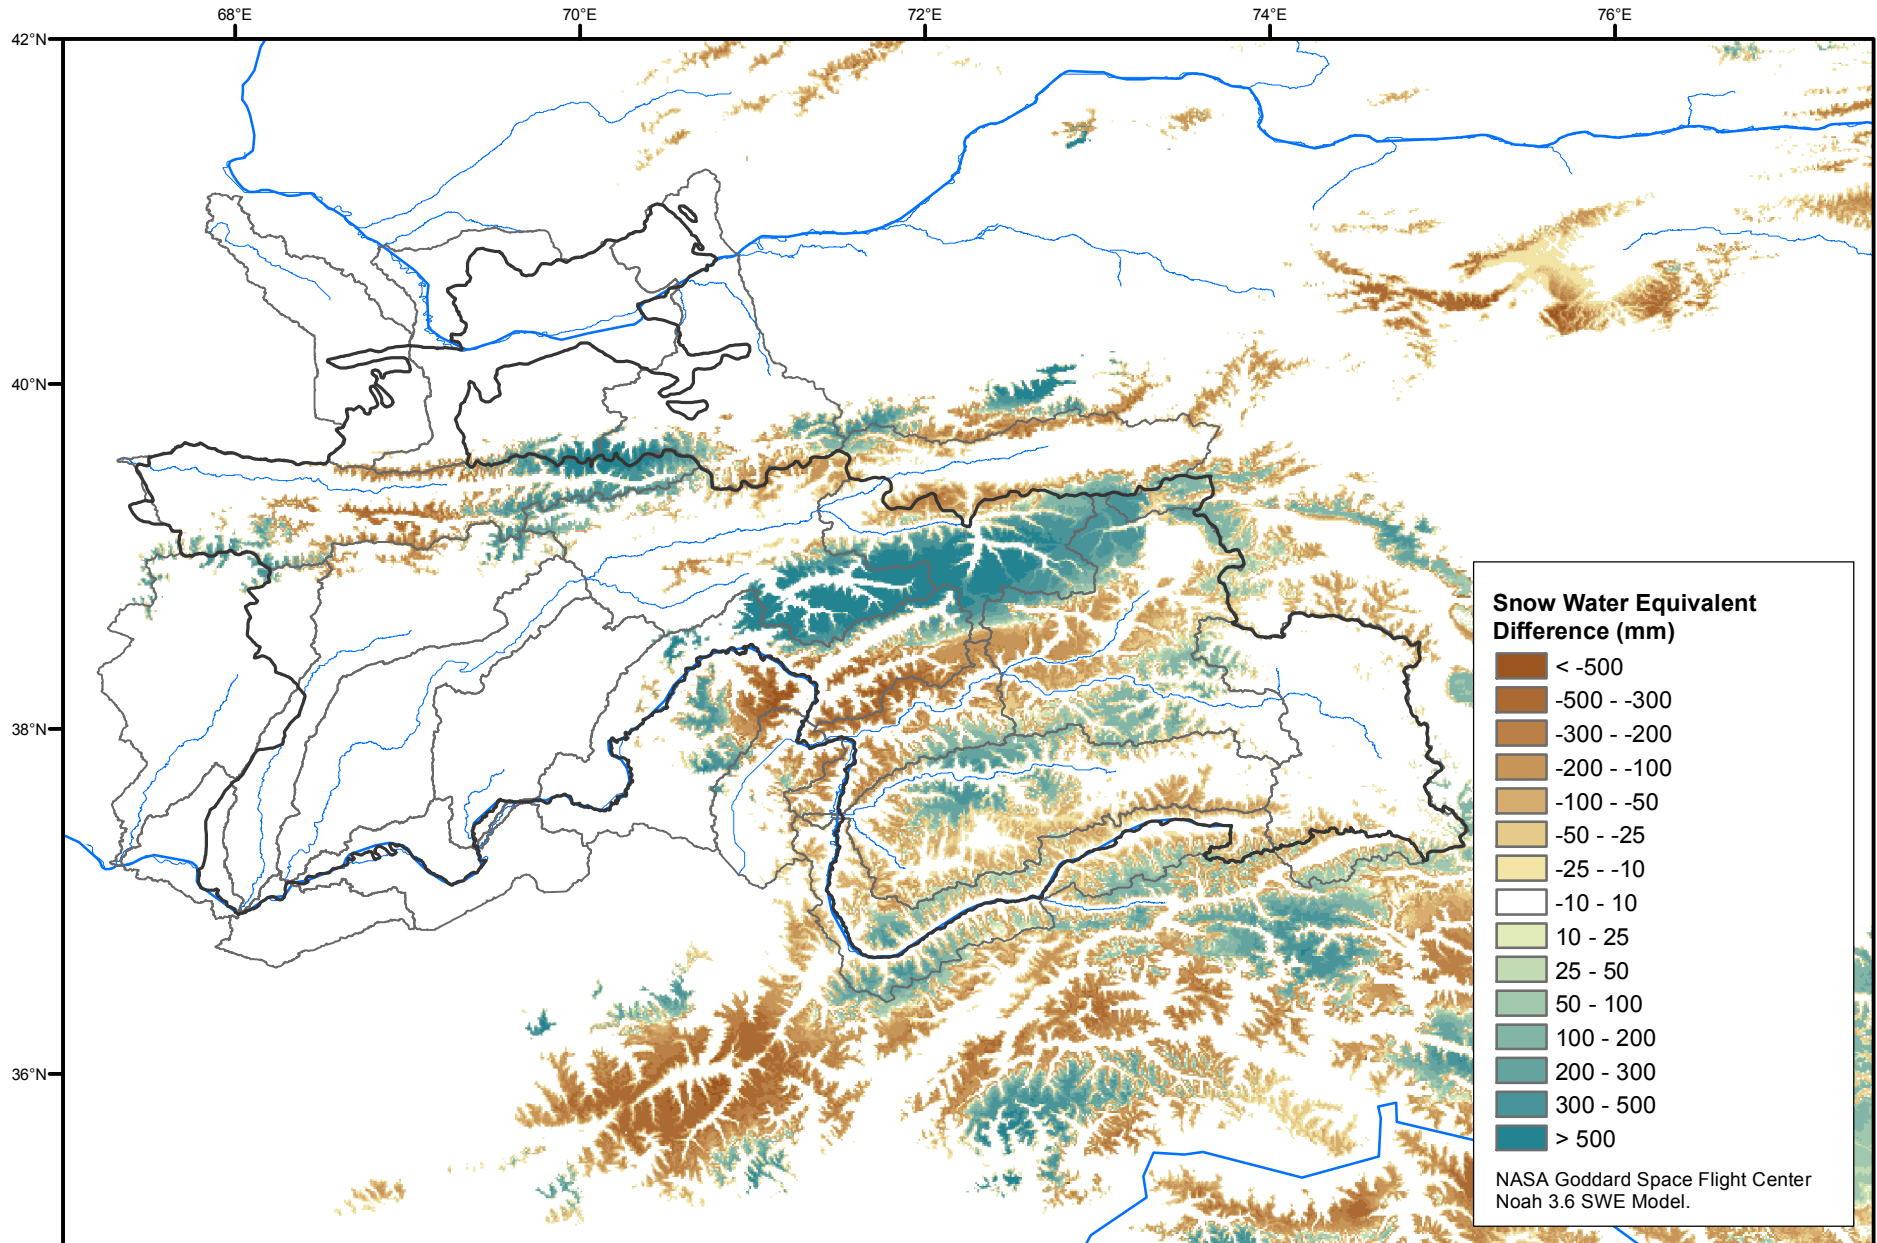 68°E
70°E
72°E
74°E
76°E
42°N
40°N
38°N
36°N
Snow Water Equivalent
Difference (mm)
< -500
-500 - -300
-300 - -200
-200 - -100
-100 - -50
-50 - -25
-25 - -10
-10 - 10
10 - 25
25 - 50
50 - 100
100 - 200
200 - 300
300 - 500
> 500
NASA Goddard Space Flight Center
Noah 3.6 SWE Model.